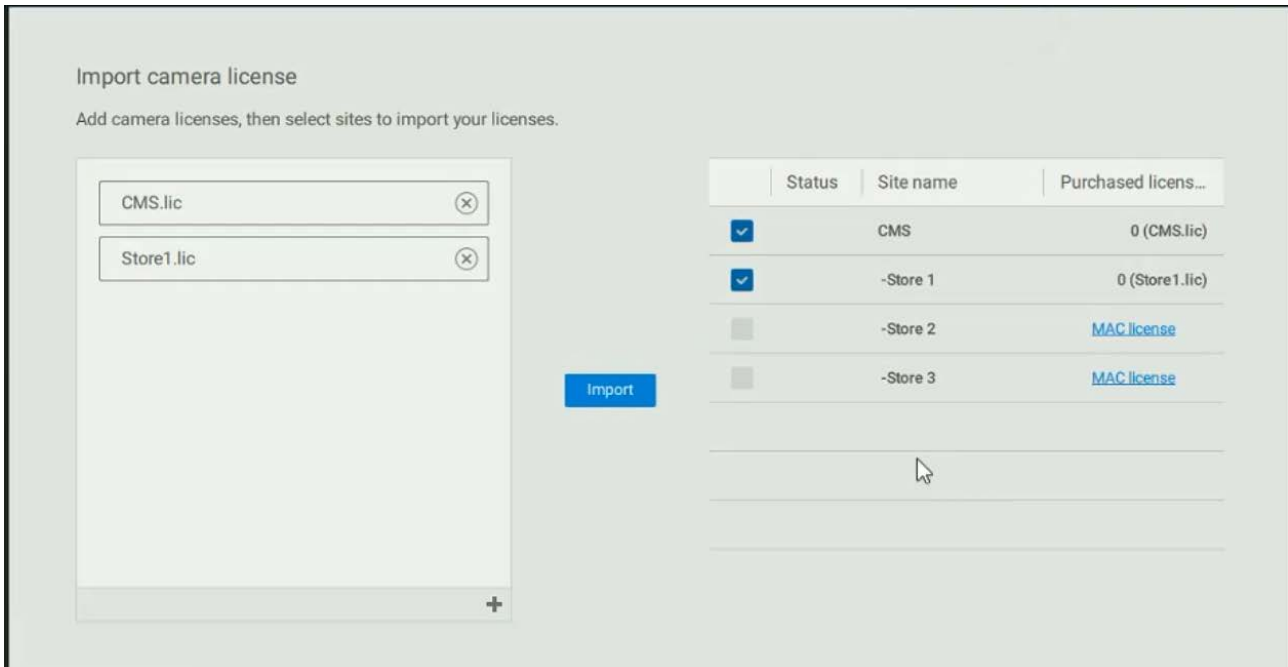 Import camera license
Add camera licenses, then select sites to import your licenses.
CMS.lic
Store1.lic
Import
Status Site name Purchased licens...
CMS 0 (CMS.lic)
-Store 1 0 (Store1.lic)
-Store 2 MAC license
-Store 3 MAC license